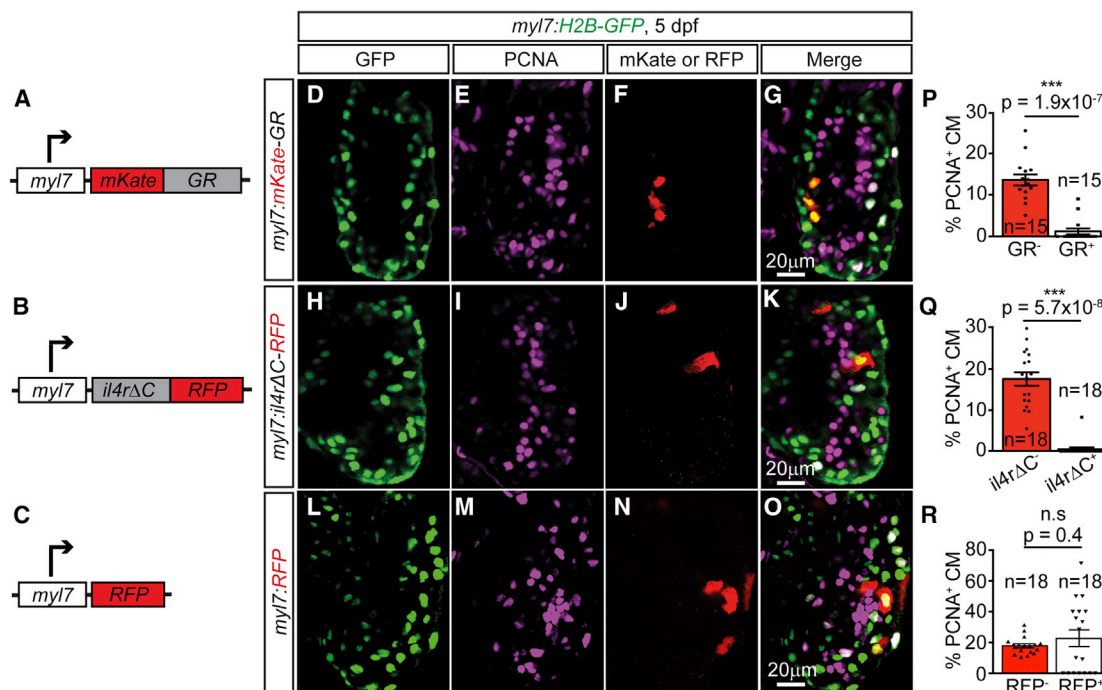 myl7:H2B-GFP, 5 dpf
GFP PCNA mKate or RFP Merge
A
myl7 mKate GR
myl7:mKate-GR
D E F G
20μm
P
***
p = 1.9x10-7
% PCNA+ CM
30
20
10
0
n=15
n=15
GR- GR+
B
myl7 il4rΔC RFP
myl7:il4rΔC-RFP
H I J K
20μm
Q
***
p = 5.7x10-8
% PCNA+ CM
30
20
10
0
n=18
n=18
il4rΔC- il4rΔC+
C
myl7 RFP
myl7:RFP
L M N O
20μm
R
n.s
p = 0.4
% PCNA+ CM
80
60
40
20
0
n=18 n=18
RFP- RFP+